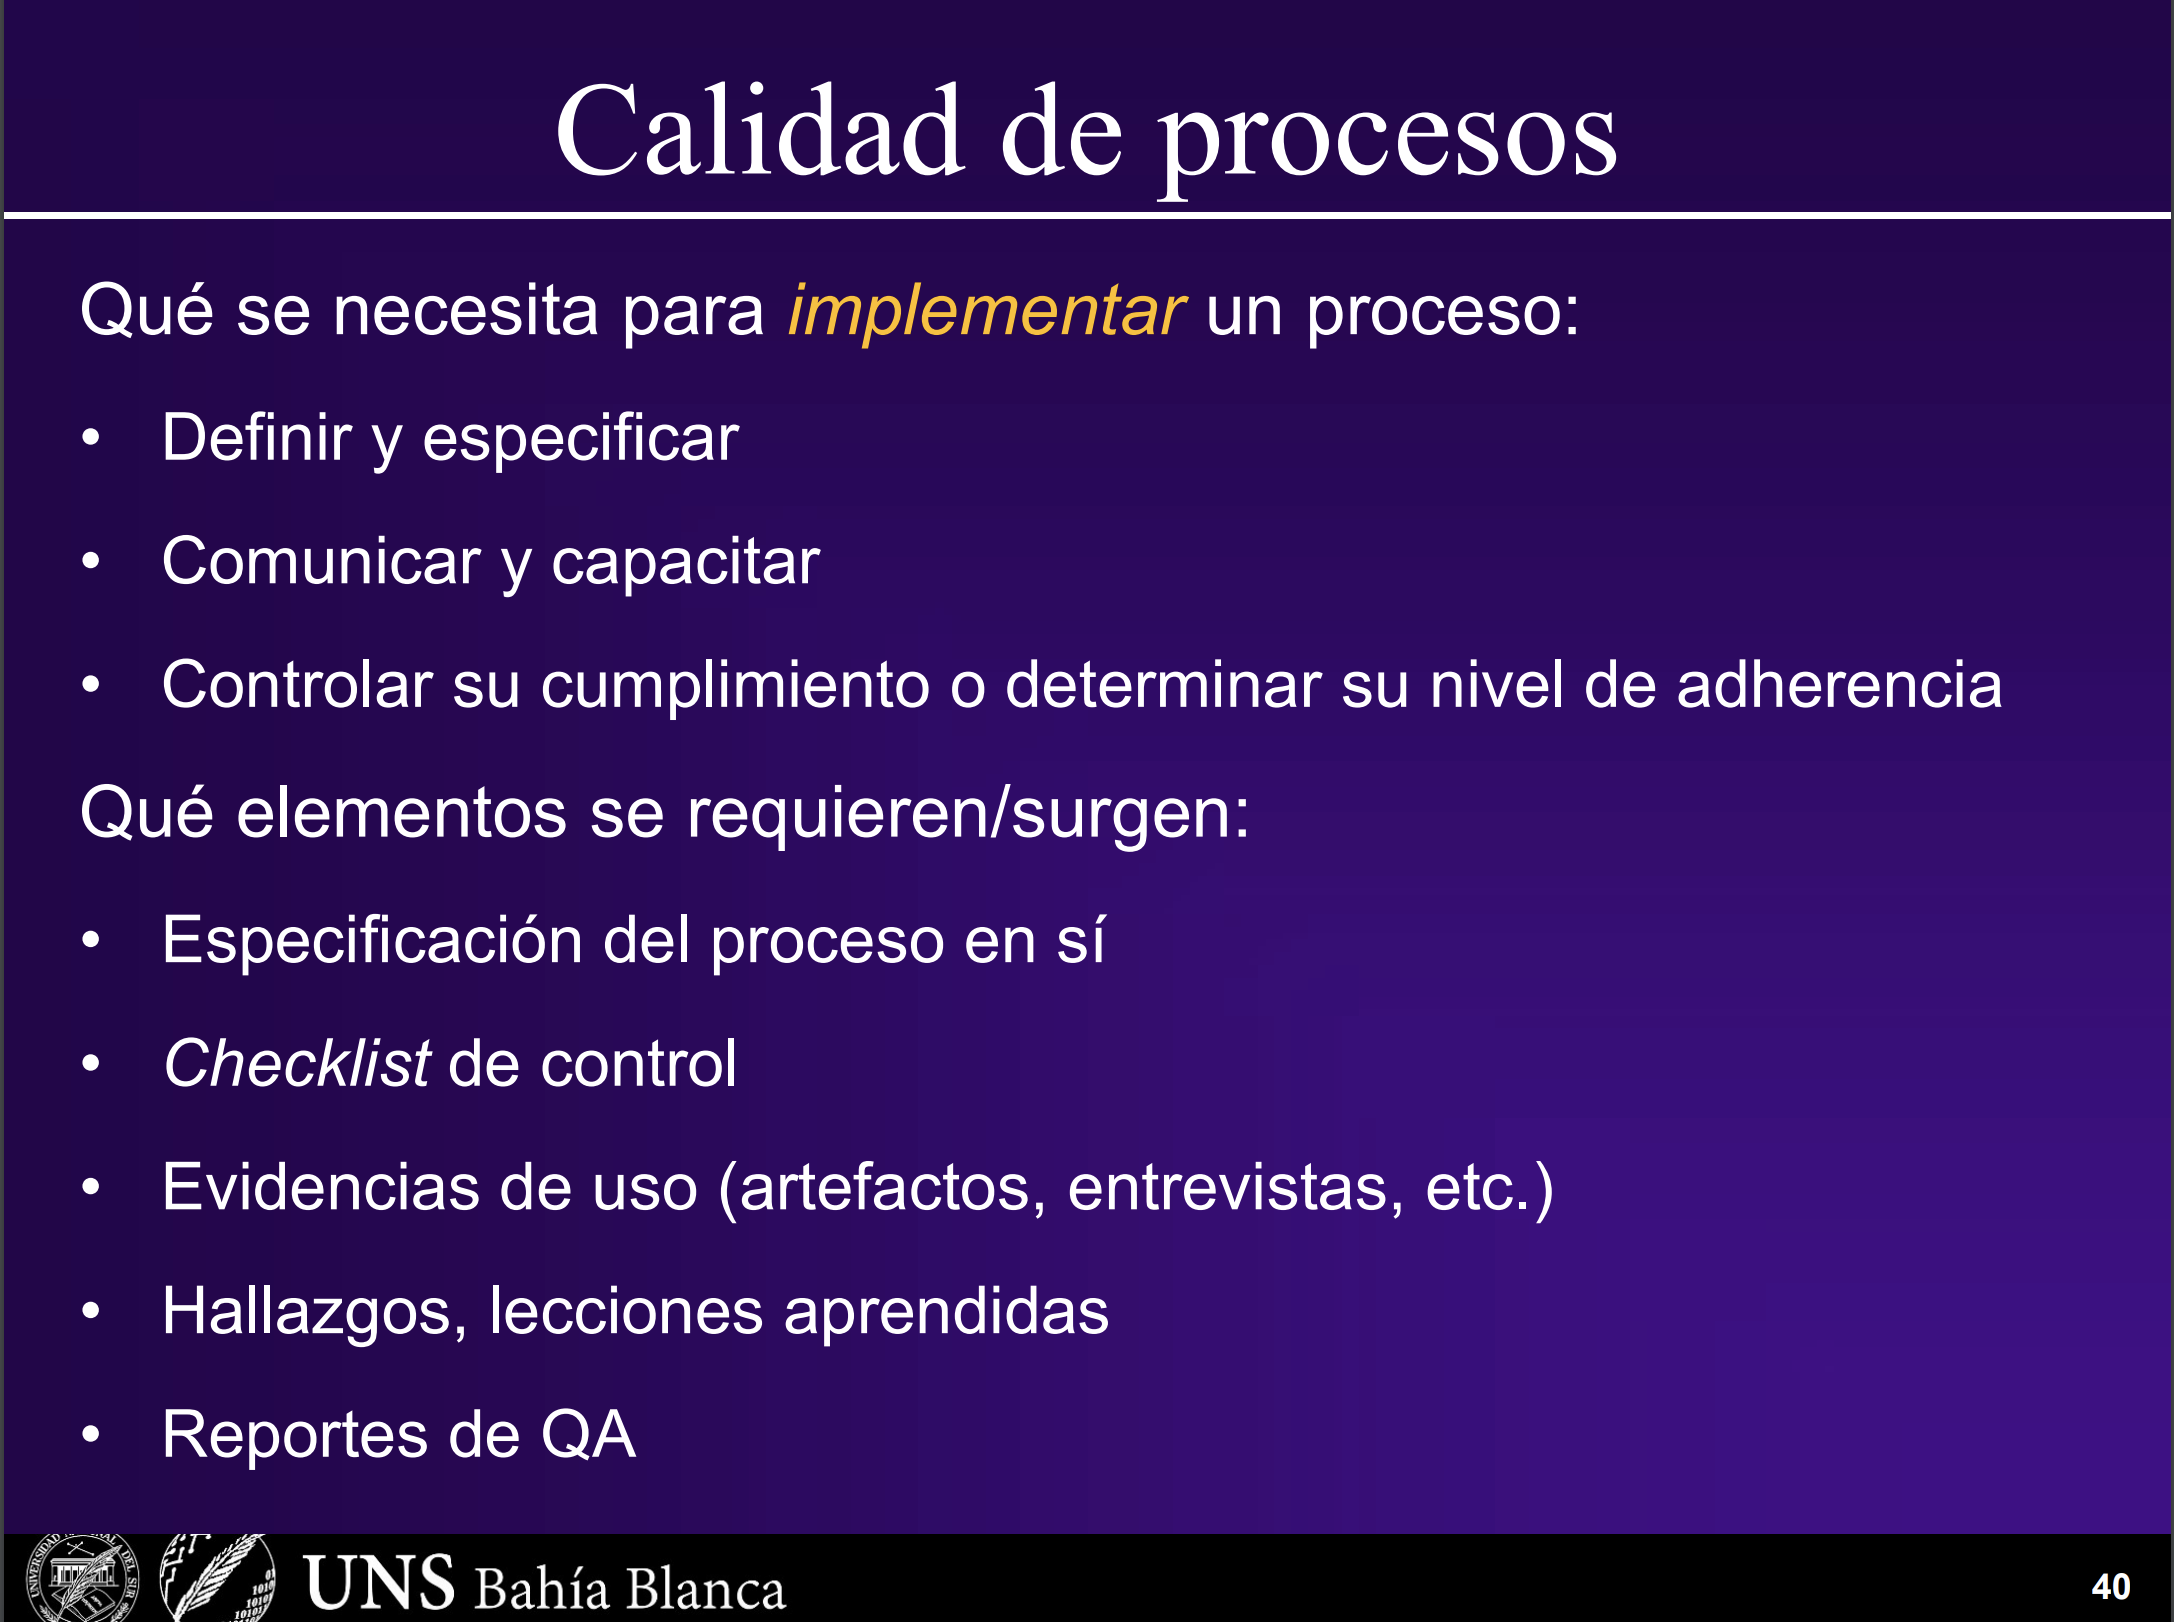 Calidad de procesos
Qué se necesita para implementar un proceso:
• Definir y especificar
• Comunicar y capacitar
• Controlar su cumplimiento o determinar su nivel de adherencia
Qué elementos se requieren/surgen:
• Especificación del proceso en sí
• Checklist de control
• Evidencias de uso (artefactos, entrevistas, etc.)
• Hallazgos, lecciones aprendidas
• Reportes de QA
UNS Bahía Blanca
40